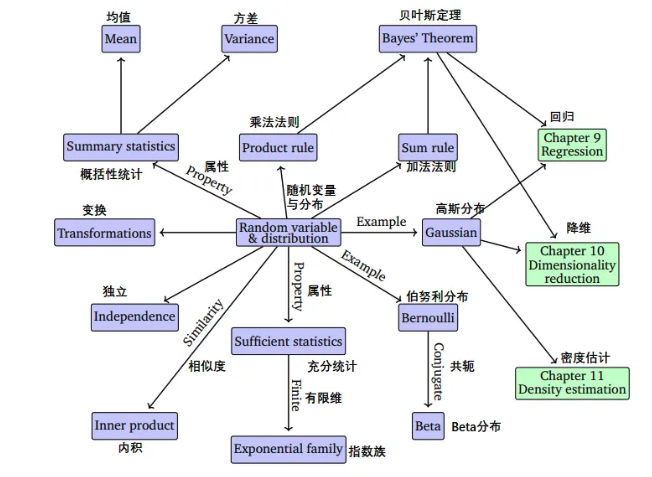 均值
方差
贝叶斯定理
Mean
Variance
Bayes' Theorem
回归
乘法法则
Chapter 9
Regression
Summary statistics
Product rule
Sum rule
概括性统计
属性
Property
加法法则
随机变量
与分布
变换
高斯分布
Transformations
Random variable
& distribution
Example
Gaussian
降维
Chapter 10
Dimensionality
reduction
Example
Property
属性
独立
Independence
Similarity
伯努利分布
Bernoulli
Sufficient statistics
相似度
充分统计
Conjugate
共轭
密度估计
Chapter 11
Density estimation
Finite
有限维
Inner product
内积
Exponential family
指数族
Beta
Beta分布